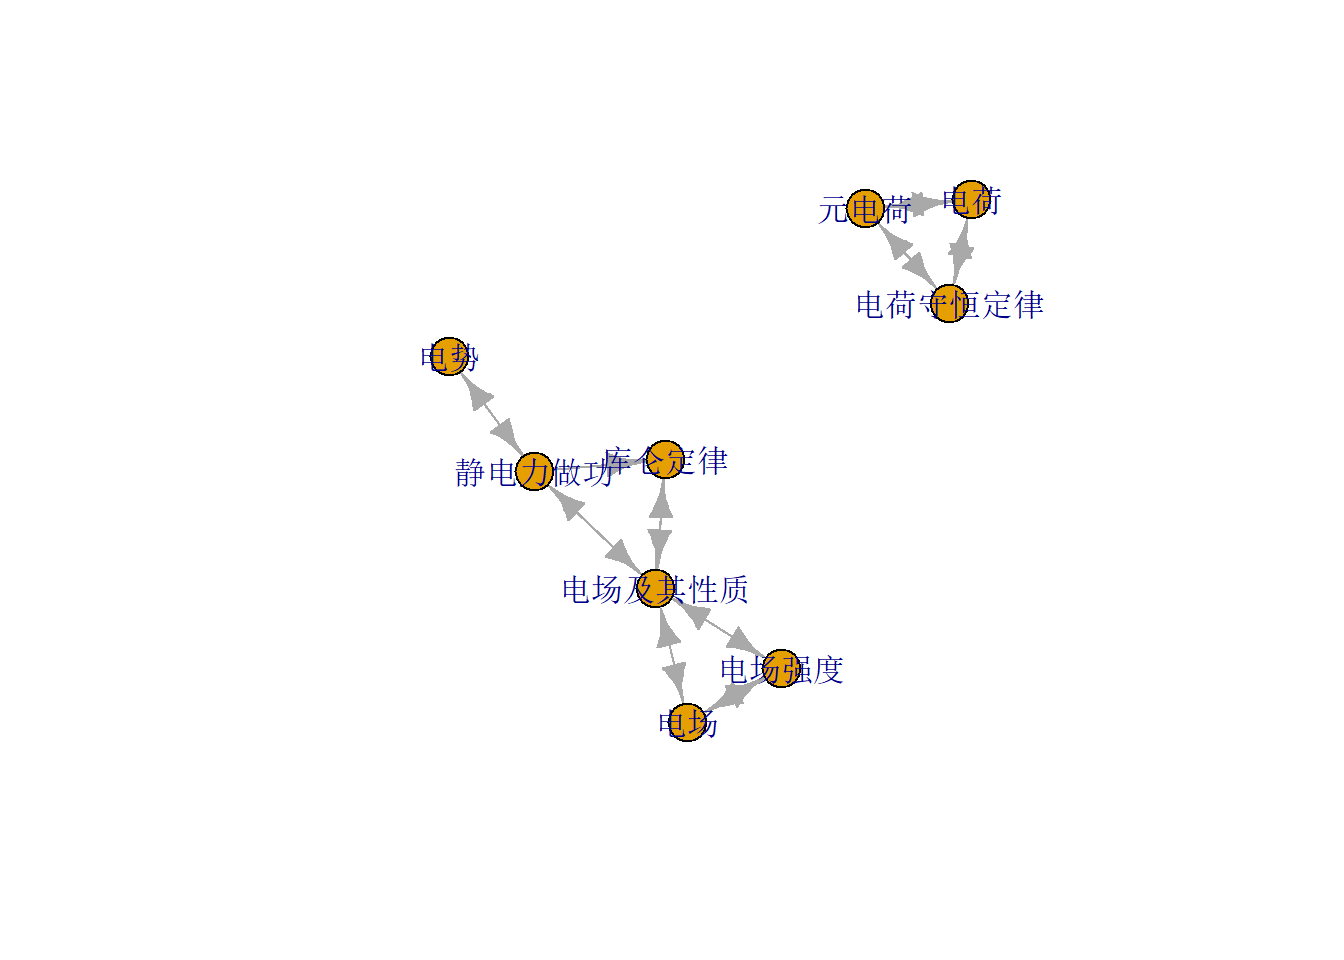 元电荷
电荷
电荷守恒定律
电势
静电力做功
库仑定律
电场及其性质
电场强度
电场